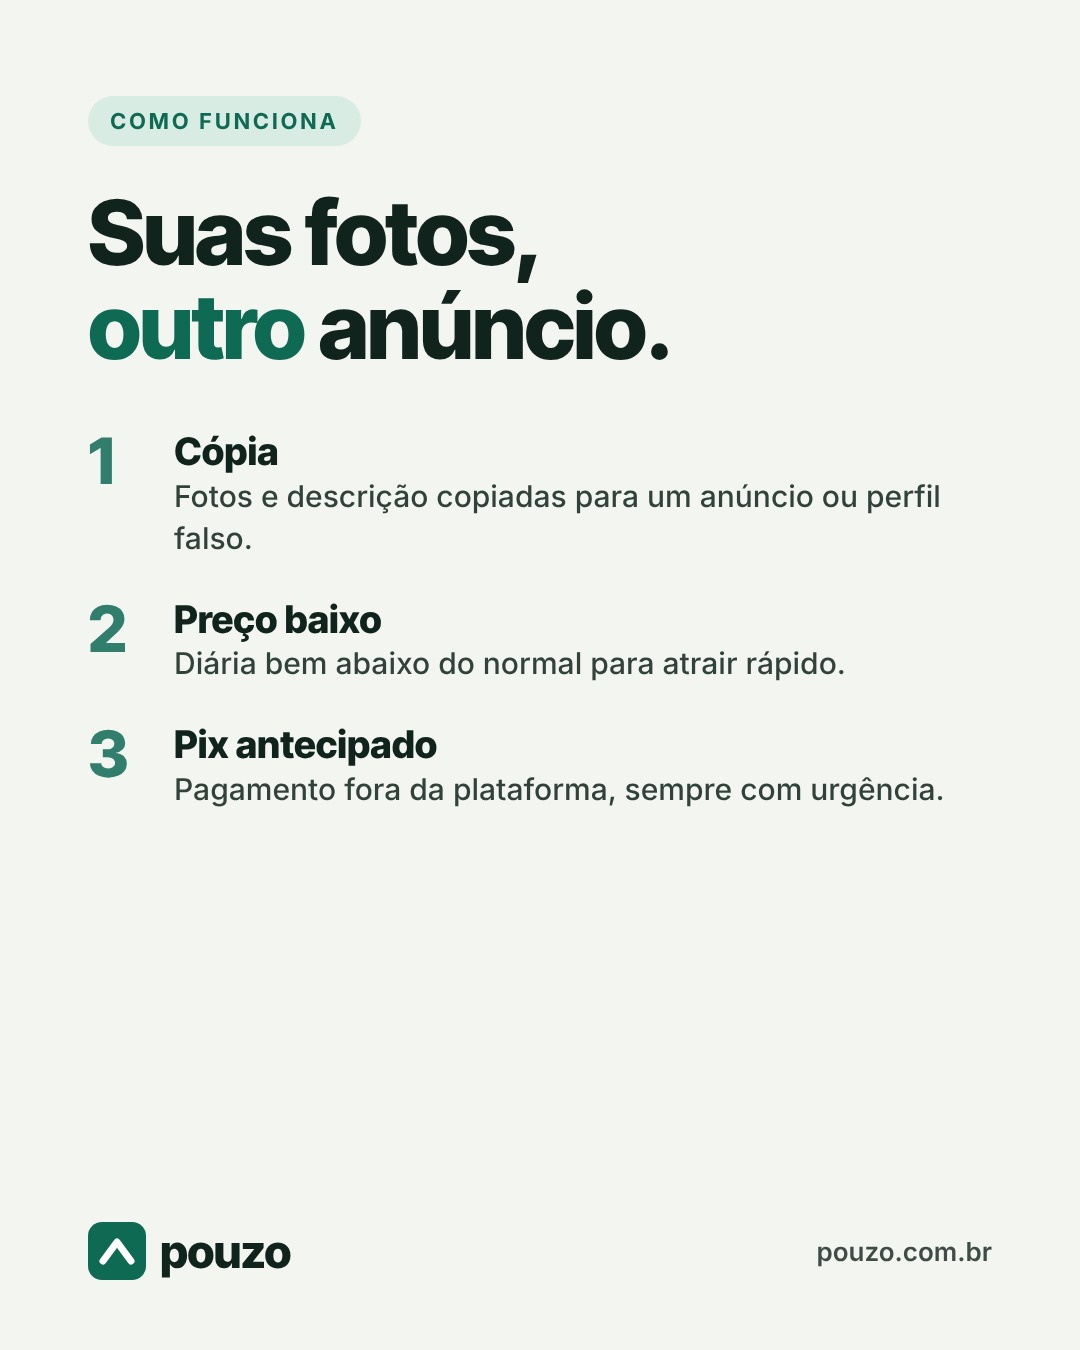 COMO FUNCIONA
Suas fotos,
outro anúncio.
1
Cópia
Fotos e descrição copiadas para um anúncio ou perfil
falso.
2
Preço baixo
Diária bem abaixo do normal para atrair rápido.
3
Pix antecipado
Pagamento fora da plataforma, sempre com urgência.
pouzo
pouzo.com.br